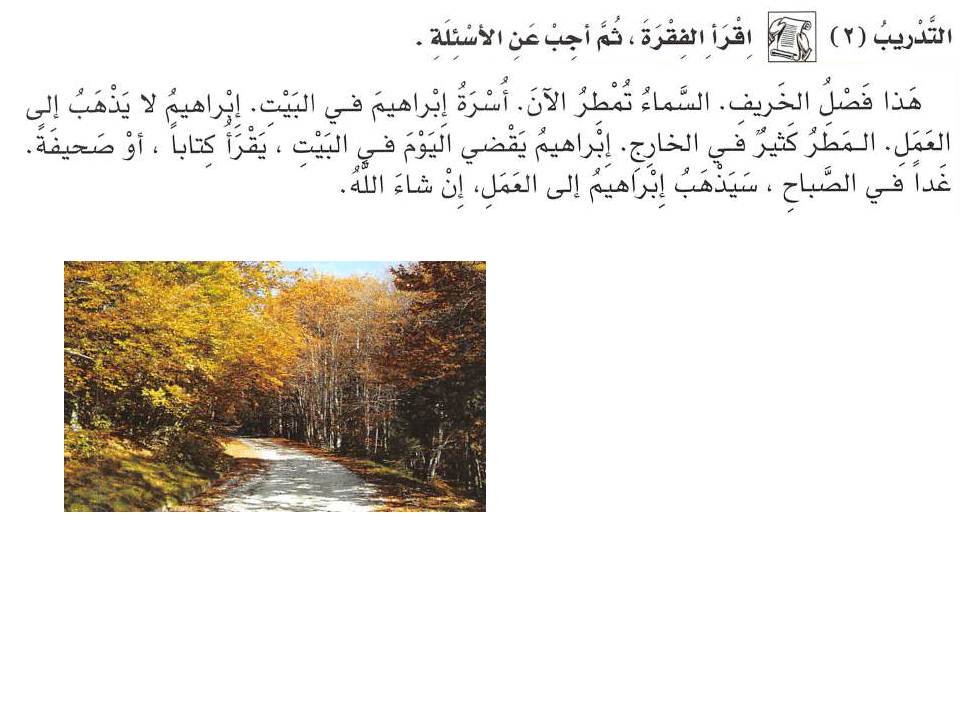 التَّدْرِيبُ (٢) اِقْرَأ الفِقْرَةَ ، ثُمَّ أجِبْ عَنِ الأسْئِلَةِ .
هَذا فَصْلُ الخَريفِ. السَّماءُ تُمْطِرُ الآنَ. أُسْرَةُ إبْراهيمَ فـي البَيْتِ. إبْراهيمُ لا يَذْهَبُ إلى
العَمَلِ. الـمَطَرُ كَثيرٌ فـي الخارِجِ. إبْراهيمُ يَقْضي اليَوْمَ فـي البَيْتِ ، يَقْرَأُ كِتاباً ، أوْ صَحيفَةً.
غَداً فـي الصَّباحِ ، سَيَذْهَبُ إبْراهيمُ إلى العَمَلِ، إنْ شاءَ اللَّهُ.